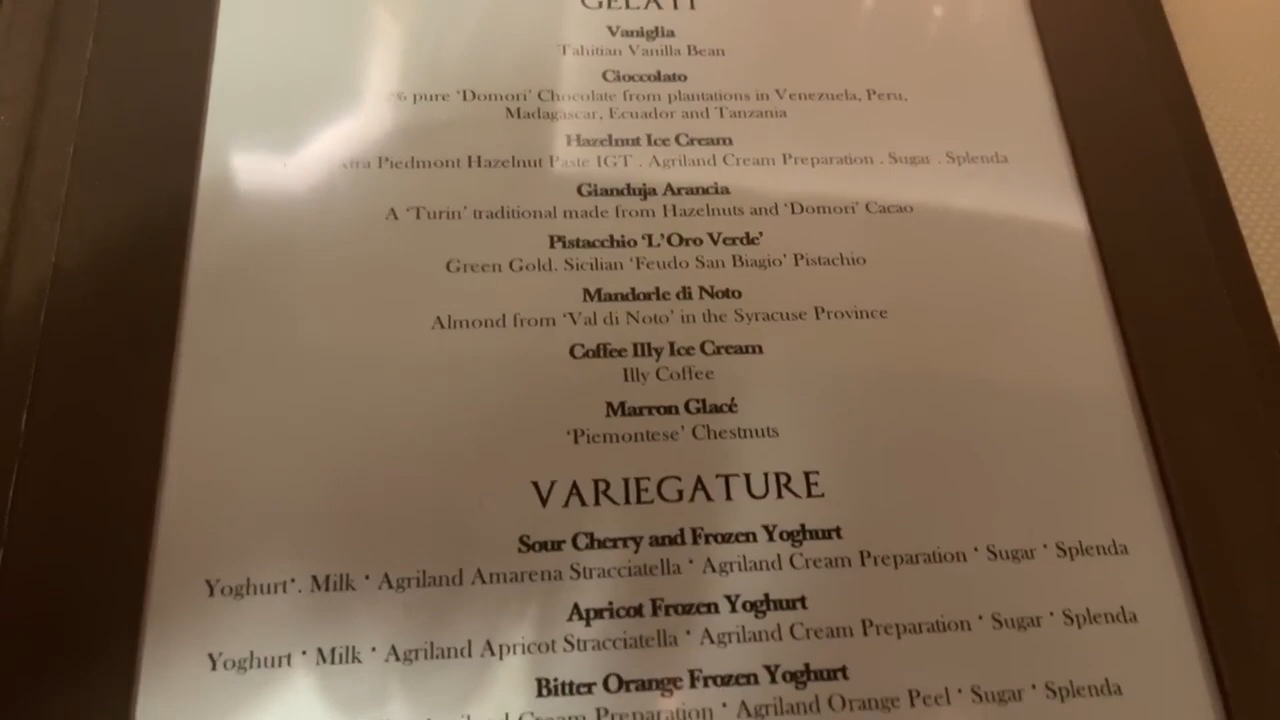 GELATI
Vaniglia
Tahitian Vanilla Bean
Cioccolato
% pure 'Domori' Chocolate from plantations in Venezuela, Peru,
Madagascar, Ecuador and Tanzania
Hazelnut Ice Cream
Piedmont Hazelnut Paste IGT . Agriland Cream Preparation . Sugar . Splenda
Gianduja Arancia
A 'Turin' traditional made from Hazelnuts and 'Domori' Cacao
Pistacchio 'L'Oro Verde'
Green Gold. Sicilian 'Feudo San Biagio' Pistachio
Mandorle di Noto
Almond from 'Val di Noto' in the Syracuse Province
Coffee Illy Ice Cream
Illy Coffee
Marron Glacé
'Piemontese' Chestnuts
VARIEGATURE
Sour Cherry and Frozen Yoghurt
Yoghurt*. Milk * Agriland Amarena Stracciatella * Agriland Cream Preparation * Sugar * Splenda
Apricot Frozen Yoghurt
Yoghurt * Milk * Agriland Apricot Stracciatella * Agriland Cream Preparation * Sugar * Splenda
Bitter Orange Frozen Yoghurt
Cream Preparation * Agriland Orange Peel * Sugar * Splenda